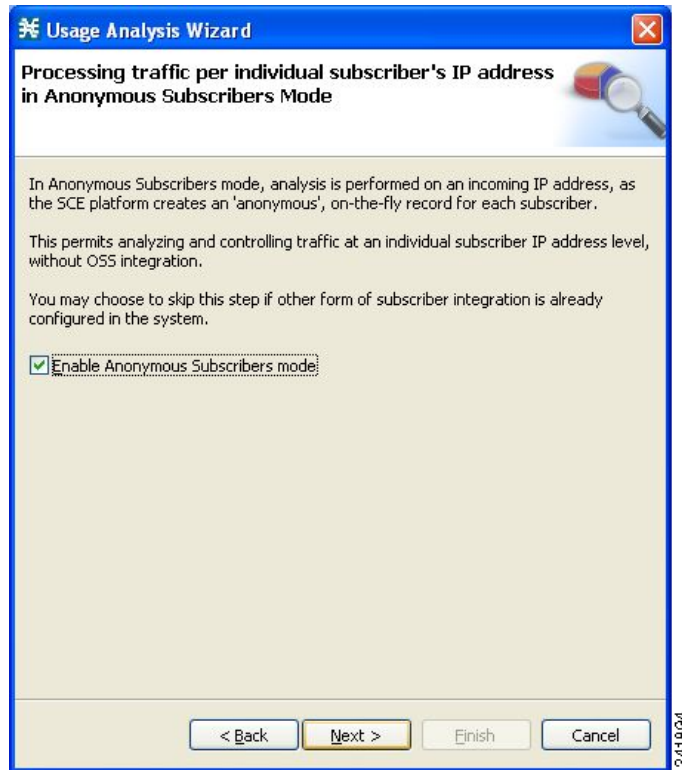 Usage Analysis Wizard
Processing traffic per individual subscriber's IP address
in Anonymous Subscribers Mode
In Anonymous Subscribers mode, analysis is performed on an incoming IP address, as
the SCE platform creates an 'anonymous', on-the-fly record for each subscriber.
This permits analyzing and controlling traffic at an individual subscriber IP address level,
without OSS integration.
You may choose to skip this step if other form of subscriber integration is already
configured in the system.
Enable Anonymous Subscribers mode
< Back Next > Finish Cancel